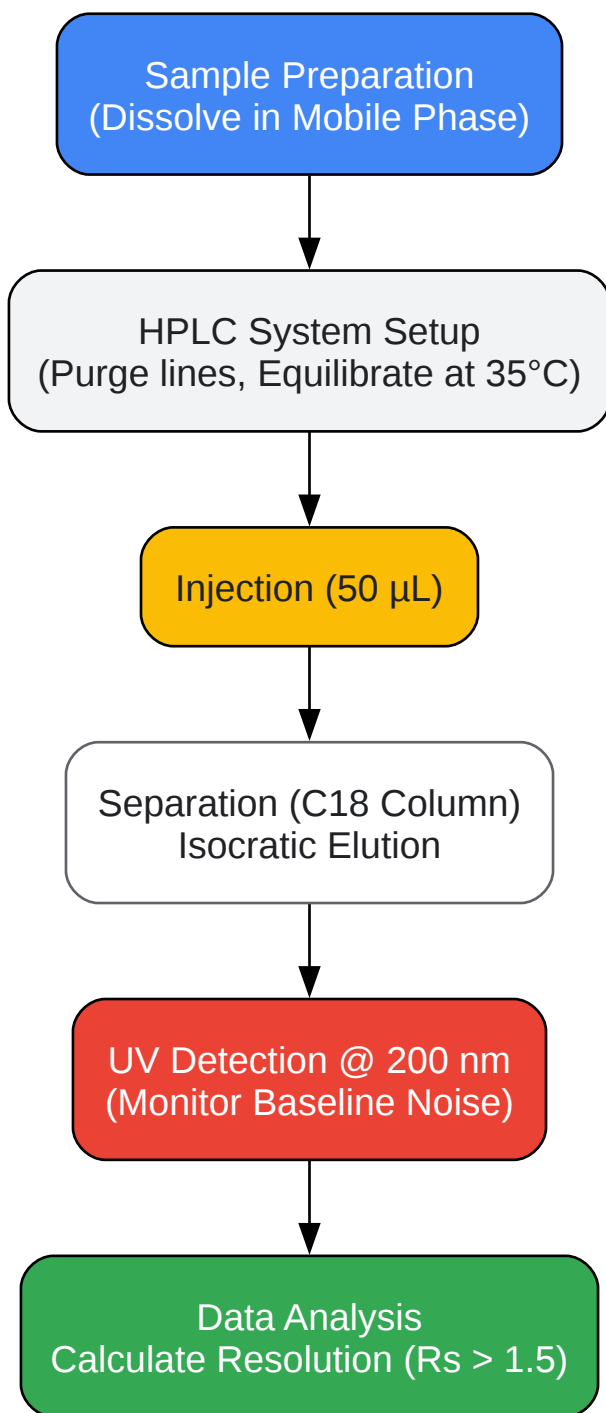 Sample Preparation
(Dissolve in Mobile Phase)
HPLC System Setup
(Purge lines, Equilibrate at 35°C)
Injection (50 µL)
Separation (C18 Column)
Isocratic Elution
UV Detection @ 200 nm
(Monitor Baseline Noise)
Data Analysis
Calculate Resolution (Rs > 1.5)